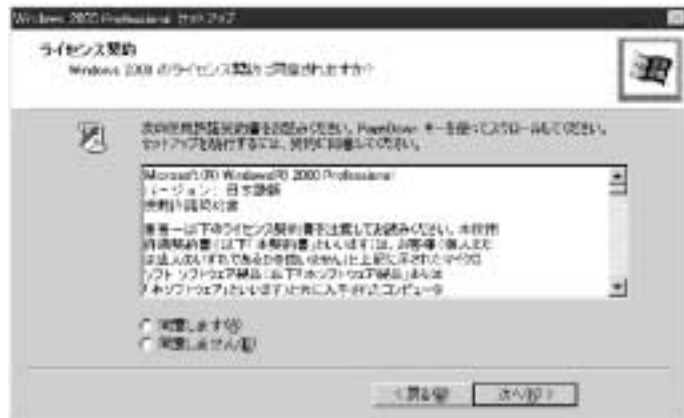 Windows 2000 Professional セットアップ
ライセンス契約
Windows 2000 のライセンス契約に同意されますか?
次の使用許諾契約書をお読みください。PageDown キーを使ってスクロールしてください。
セットアップを続行するには、契約に同意してください。
Microsoft(R) Windows(R) 2000 Professional
バージョン: 日本語版
使用許諾契約書
重要-以下のライセンス契約書を注意してお読みください。本使用
許諾契約書(以下「本契約書」といいます)は、お客様(個人また
は法人のいずれであるかを問いません)と上記に示されたマイクロ
ソフト ソフトウェア製品(以下「本ソフトウェア製品」または
「本ソフトウェア」といいます)と共に入手されたコンピュータ
同意します(A)
同意しません(D)
< 戻る(B)
次へ(N) >